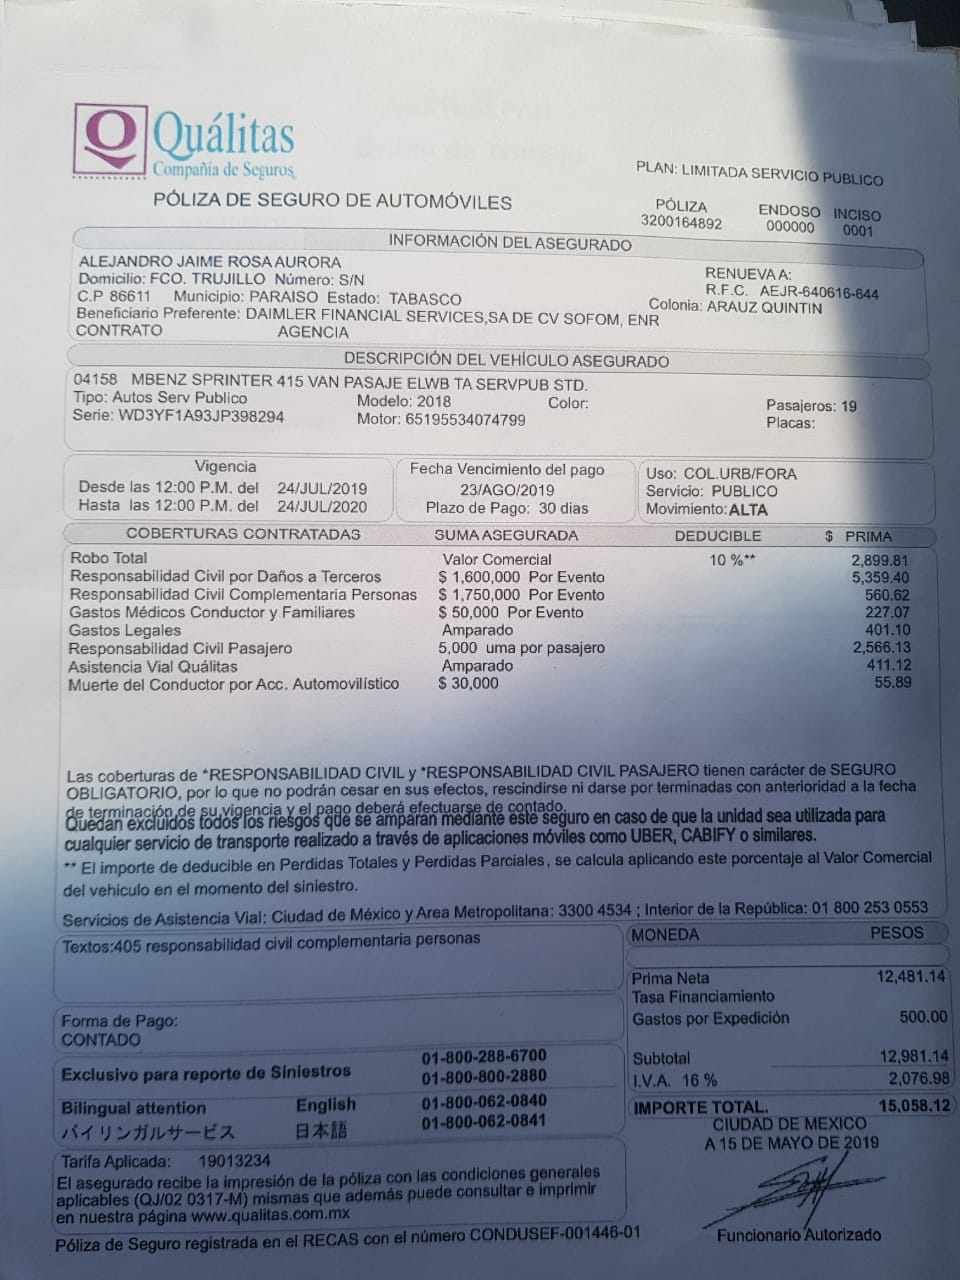 Quálitas
Compañía de Seguros
PLAN: LIMITADA SERVICIO PUBLICO
PÓLIZA DE SEGURO DE AUTOMÓVILES
PÓLIZA ENDOSO INCISO
3200164892 000000 0001
INFORMACIÓN DEL ASEGURADO
ALEJANDRO JAIME ROSA AURORA
Domicilio: FCO. TRUJILLO Número: S/N RENUEVA A:
C.P 86611 Municipio: PARAISO Estado: TABASCO R.F.C. AEJR-640616-644
Colonia: ARAUZ QUINTIN
Beneficiario Preferente: DAIMLER FINANCIAL SERVICES,SA DE CV SOFOM, ENR
CONTRATO AGENCIA
DESCRIPCIÓN DEL VEHÍCULO ASEGURADO
04158 MBENZ SPRINTER 415 VAN PASAJE ELWB TA SERVPUB STD.
Tipo: Autos Serv Publico Modelo: 2018 Color: Pasajeros: 19
Serie: WD3YF1A93JP398294 Motor: 65195534074799 Placas:
Vigencia Fecha Vencimiento del pago Uso: COL.URB/FORA
Desde las 12:00 P.M. del 24/JUL/2019 23/AGO/2019 Servicio: PUBLICO
Hasta las 12:00 P.M. del 24/JUL/2020 Plazo de Pago: 30 dias Movimiento: ALTA
COBERTURAS CONTRATADAS SUMA ASEGURADA DEDUCIBLE $ PRIMA
Robo Total Valor Comercial 10 %** 2,899.81
Responsabilidad Civil por Daños a Terceros $ 1,600,000 Por Evento 5,359.40
Responsabilidad Civil Complementaria Personas $ 1,750,000 Por Evento 560.62
Gastos Médicos Conductor y Familiares $ 50,000 Por Evento 227.07
Gastos Legales Amparado 401.10
Responsabilidad Civil Pasajero 5,000 uma por pasajero 2,566.13
Asistencia Vial Quálitas Amparado 411.12
Muerte del Conductor por Acc. Automovilístico $ 30,000 55.89
Las coberturas de *RESPONSABILIDAD CIVIL y *RESPONSABILIDAD CIVIL PASAJERO tienen carácter de SEGURO
OBLIGATORIO, por lo que no podrán cesar en sus efectos, rescindirse ni darse por terminadas con anterioridad a la fecha
de terminación de su vigencia y el pago deberá efectuarse de contado.
Quedan excluidos todos los riesgos que se amparan mediante este seguro en caso de que la unidad sea utilizada para
cualquier servicio de transporte realizado a través de aplicaciones móviles como UBER, CABIFY o similares.
** El importe de deducible en Perdidas Totales y Perdidas Parciales, se calcula aplicando este porcentaje al Valor Comercial
del vehiculo en el momento del siniestro.
Servicios de Asistencia Vial: Ciudad de México y Area Metropolitana: 3300 4534 ; Interior de la República: 01 800 253 0553
Textos:405 responsabilidad civil complementaria personas
MONEDA PESOS
Prima Neta 12,481.14
Tasa Financiamiento
Gastos por Expedición 500.00
Subtotal 12,981.14
I.V.A. 16 % 2,076.98
IMPORTE TOTAL. 15,058.12
Forma de Pago:
CONTADO
Exclusivo para reporte de Siniestros 01-800-288-6700
01-800-800-2880
Bilingual attention English 01-800-062-0840
バイリンガルサービス 日本語 01-800-062-0841
CIUDAD DE MEXICO
A 15 DE MAYO DE 2019
Tarifa Aplicada: 19013234
El asegurado recibe la impresión de la póliza con las condiciones generales
aplicables (QJ/02 0317-M) mismas que además puede consultar e imprimir
en nuestra página www.qualitas.com.mx
Funcionario Autorizado
Póliza de Seguro registrada en el RECAS con el número CONDUSEF-001446-01